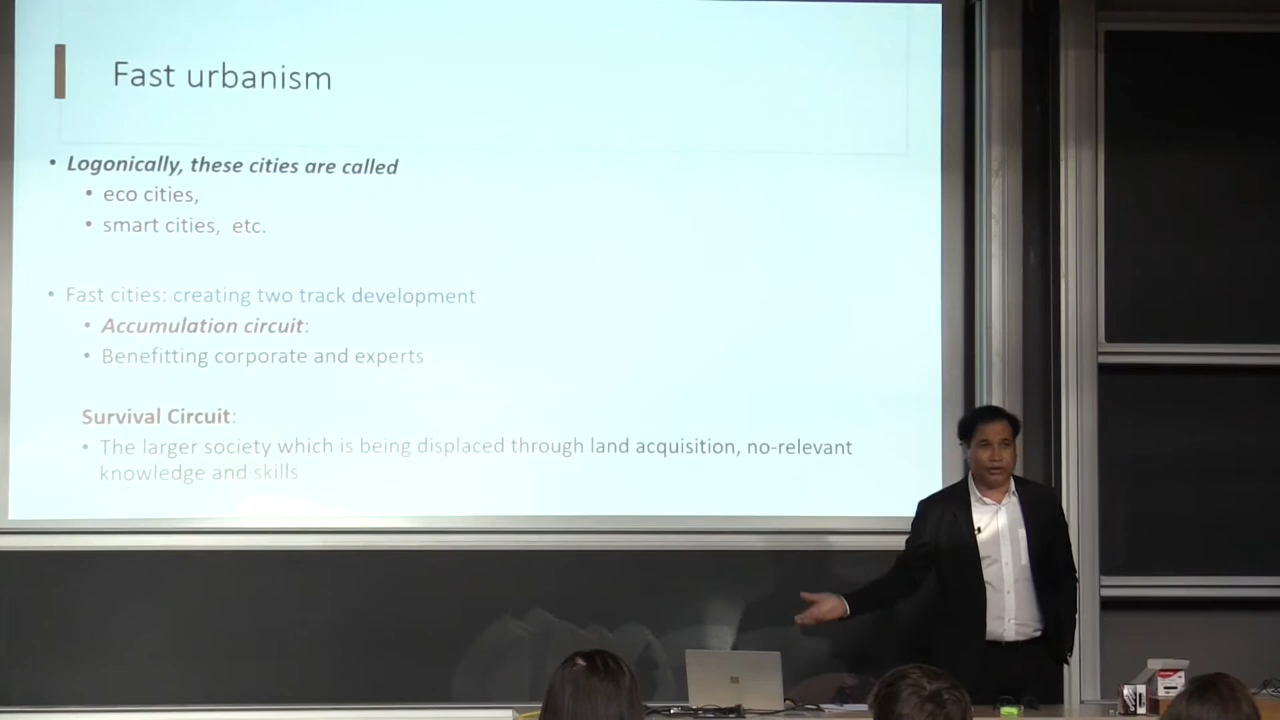 Fast urbanism
• Logonically, these cities are called
• eco cities,
• smart cities, etc.
• Fast cities: creating two track development
• Accumulation circuit:
• Benefitting corporate and experts
Survival Circuit:
• The larger society which is being displaced through land acquisition, no-relevant
knowledge and skills